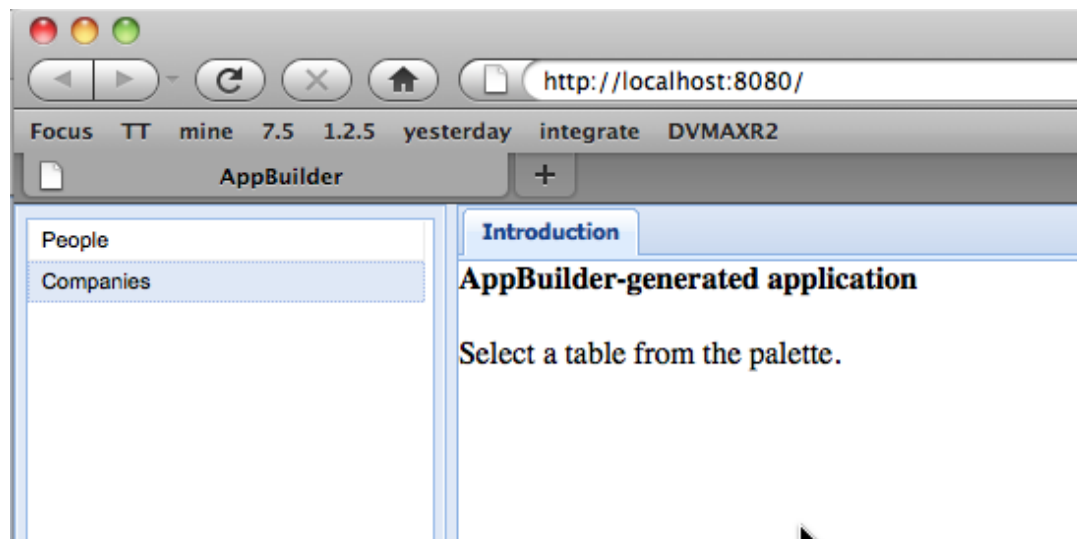 http://localhost:8080/
Focus TT mine 7.5 1.2.5 yesterday integrate DVMAXR2
AppBuilder +
People
Companies
Introduction
AppBuilder-generated application
Select a table from the palette.